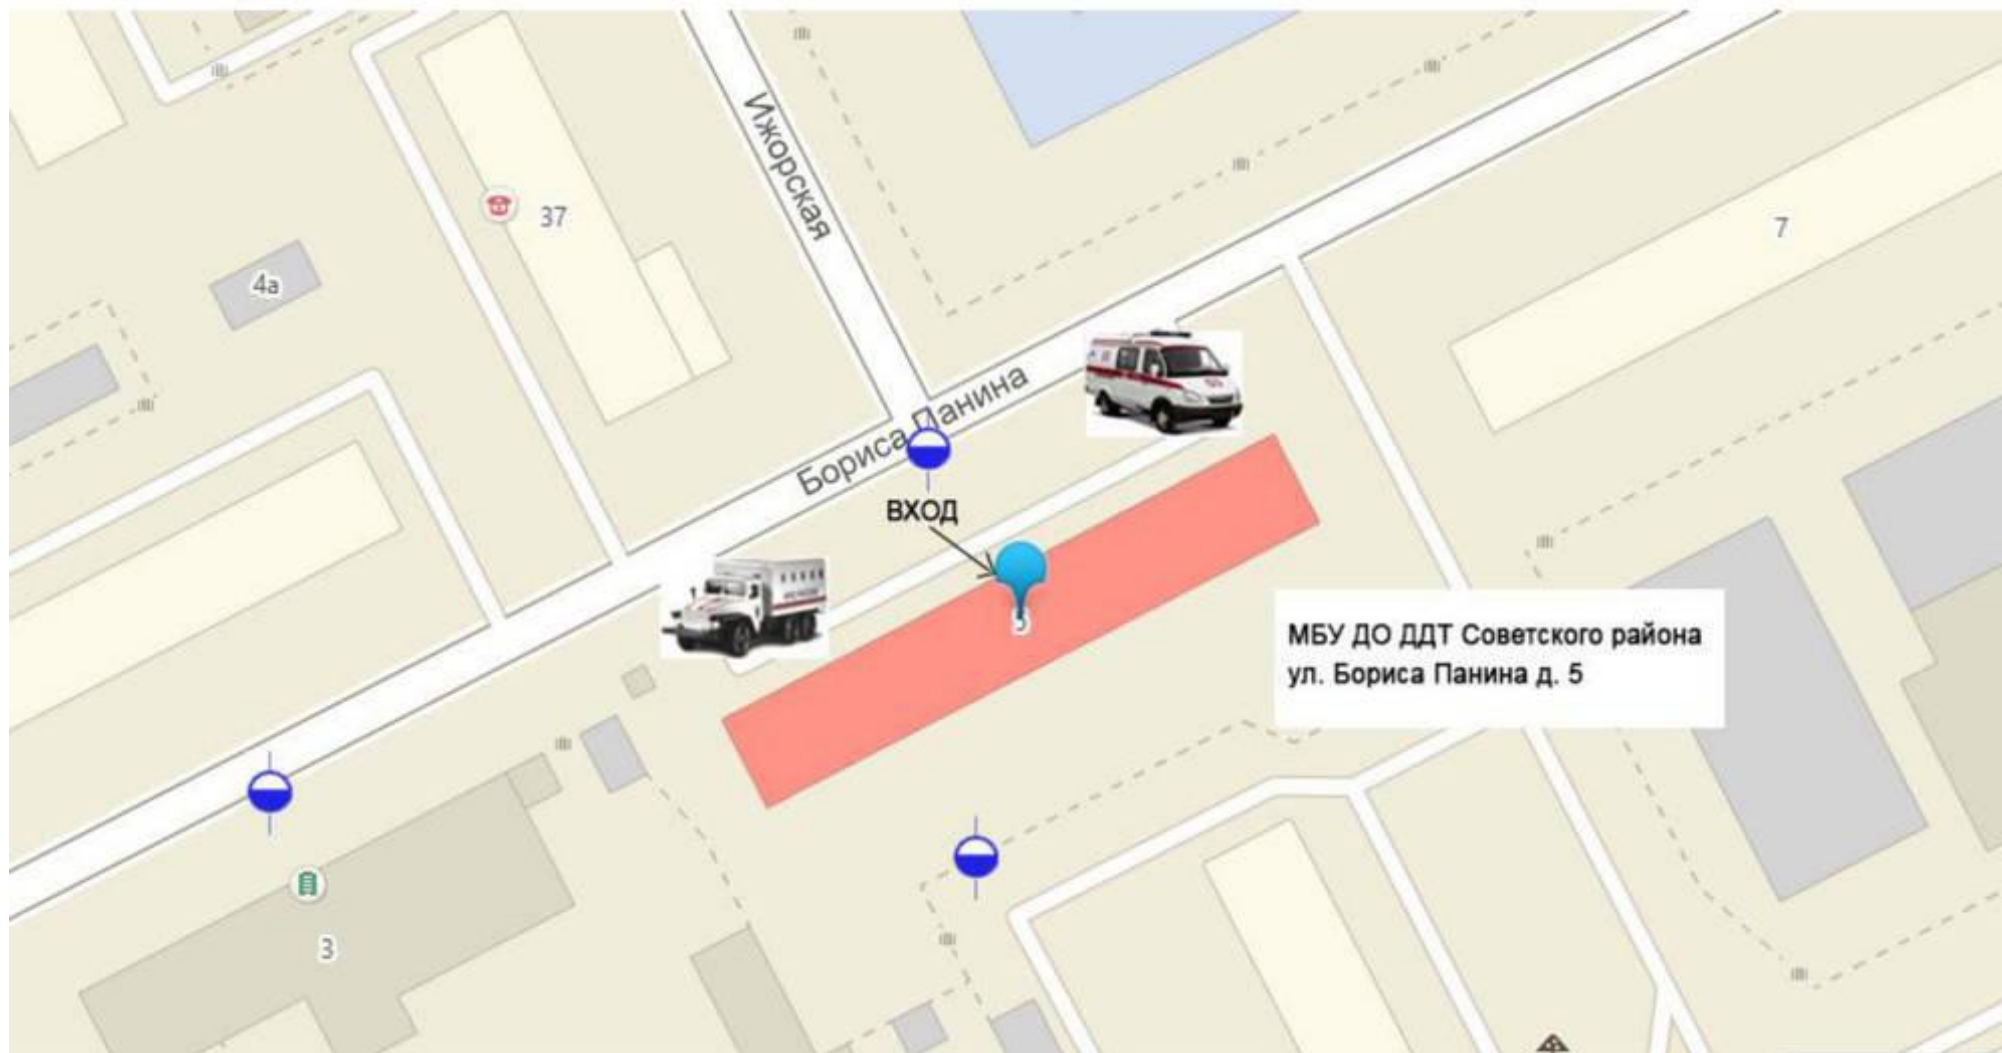 Ижорская
37
4а
7
Бориса Панина
ВХОД
5
МБУ ДО ДДТ Советского района
ул. Бориса Панина д. 5
3